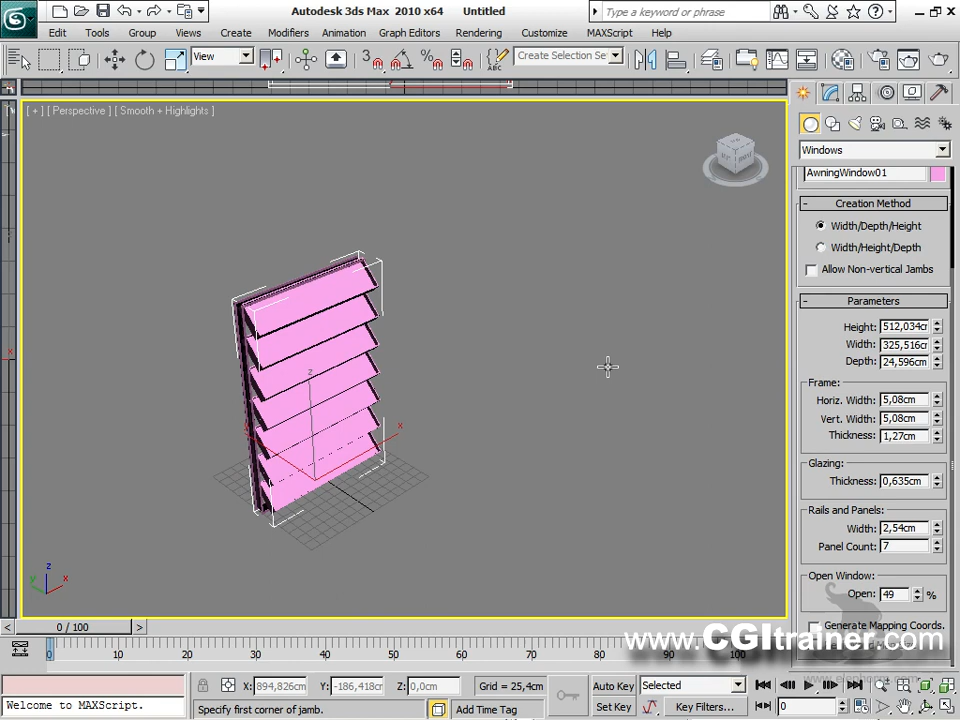 Autodesk 3ds Max 2010 x64 Untitled
Type a keyword or phrase
Edit Tools Group Views Create Modifiers Animation Graph Editors Rendering Customize MAXScript Help
View
3
%
ABC
Create Selection Se
[ + ] [ Perspective ] [ Smooth + Highlights ]
Windows
AwningWindow01
- Creation Method
Width/Depth/Height
Width/Height/Depth
Allow Non-vertical Jambs
- Parameters
Height: 512,034c
Width: 325,516c
Depth: 24,596cm
Frame:
Horiz. Width: 5,08cm
Vert. Width: 5,08cm
Thickness: 1,27cm
Glazing:
Thickness: 0,635cm
Rails and Panels:
Width: 2,54cm
Panel Count: 7
Open Window:
Open: 49 %
Generate Mapping Coords.
z
x
x
z
y
x
www.CGItrainer.com
< 0 / 100 >
0 10 20 30 40 50 60 70 80 90 100
X: 894,826cm Y: -186,418cm Z: 0,0cm Grid = 25,4cm Auto Key Selected
Welcome to MAXScript. Specify first corner of jamb. Add Time Tag Set Key Key Filters... 0